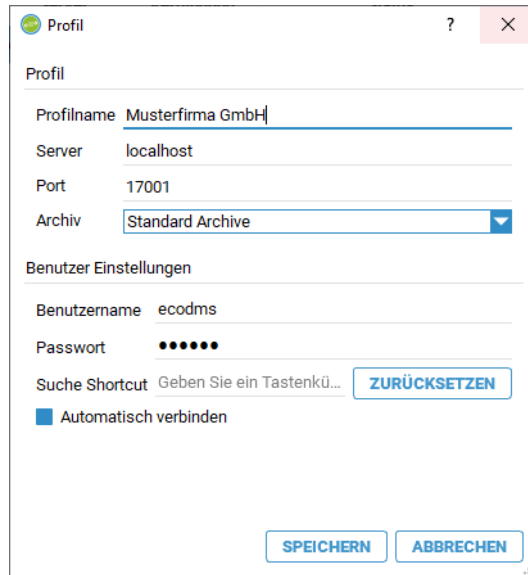 Profil
?
Profil
Profilname Musterfirma GmbH
Server localhost
Port 17001
Archiv Standard Archive
Benutzer Einstellungen
Benutzername ecodms
Passwort ●●●●●●
Suche Shortcut Geben Sie ein Tastenkü... ZURÜCKSETZEN
Automatisch verbinden
SPEICHERN ABBRECHEN